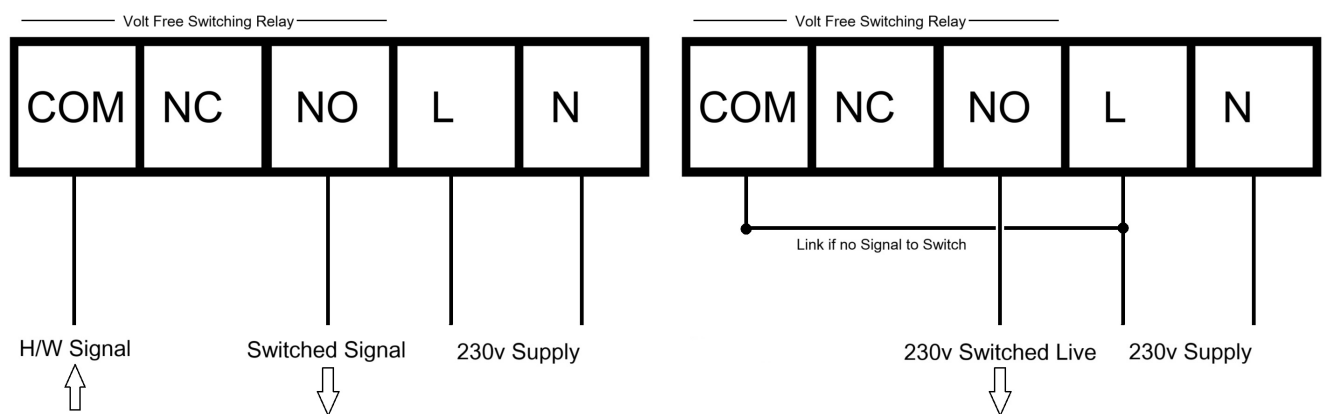 Volt Free Switching Relay
COM NC NO L N
H/W Signal Switched Signal 230v Supply
Volt Free Switching Relay
COM NC NO L N
Link if no Signal to Switch
230v Switched Live 230v Supply